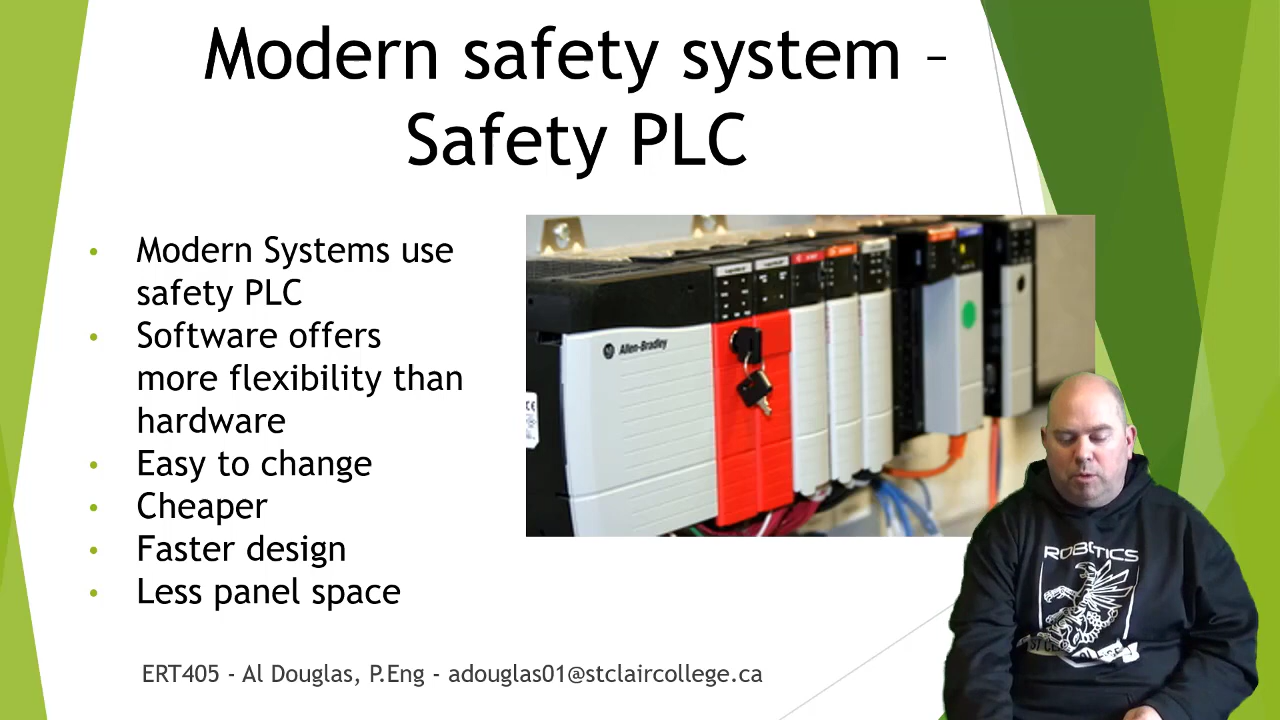 Modern safety system –
Safety PLC
• Modern Systems use
safety PLC
• Software offers
more flexibility than
hardware
• Easy to change
• Cheaper
• Faster design
• Less panel space
Allen-Bradley
ROBOTICS
ERT405 - Al Douglas, P.Eng - adouglas01@stclaircollege.ca